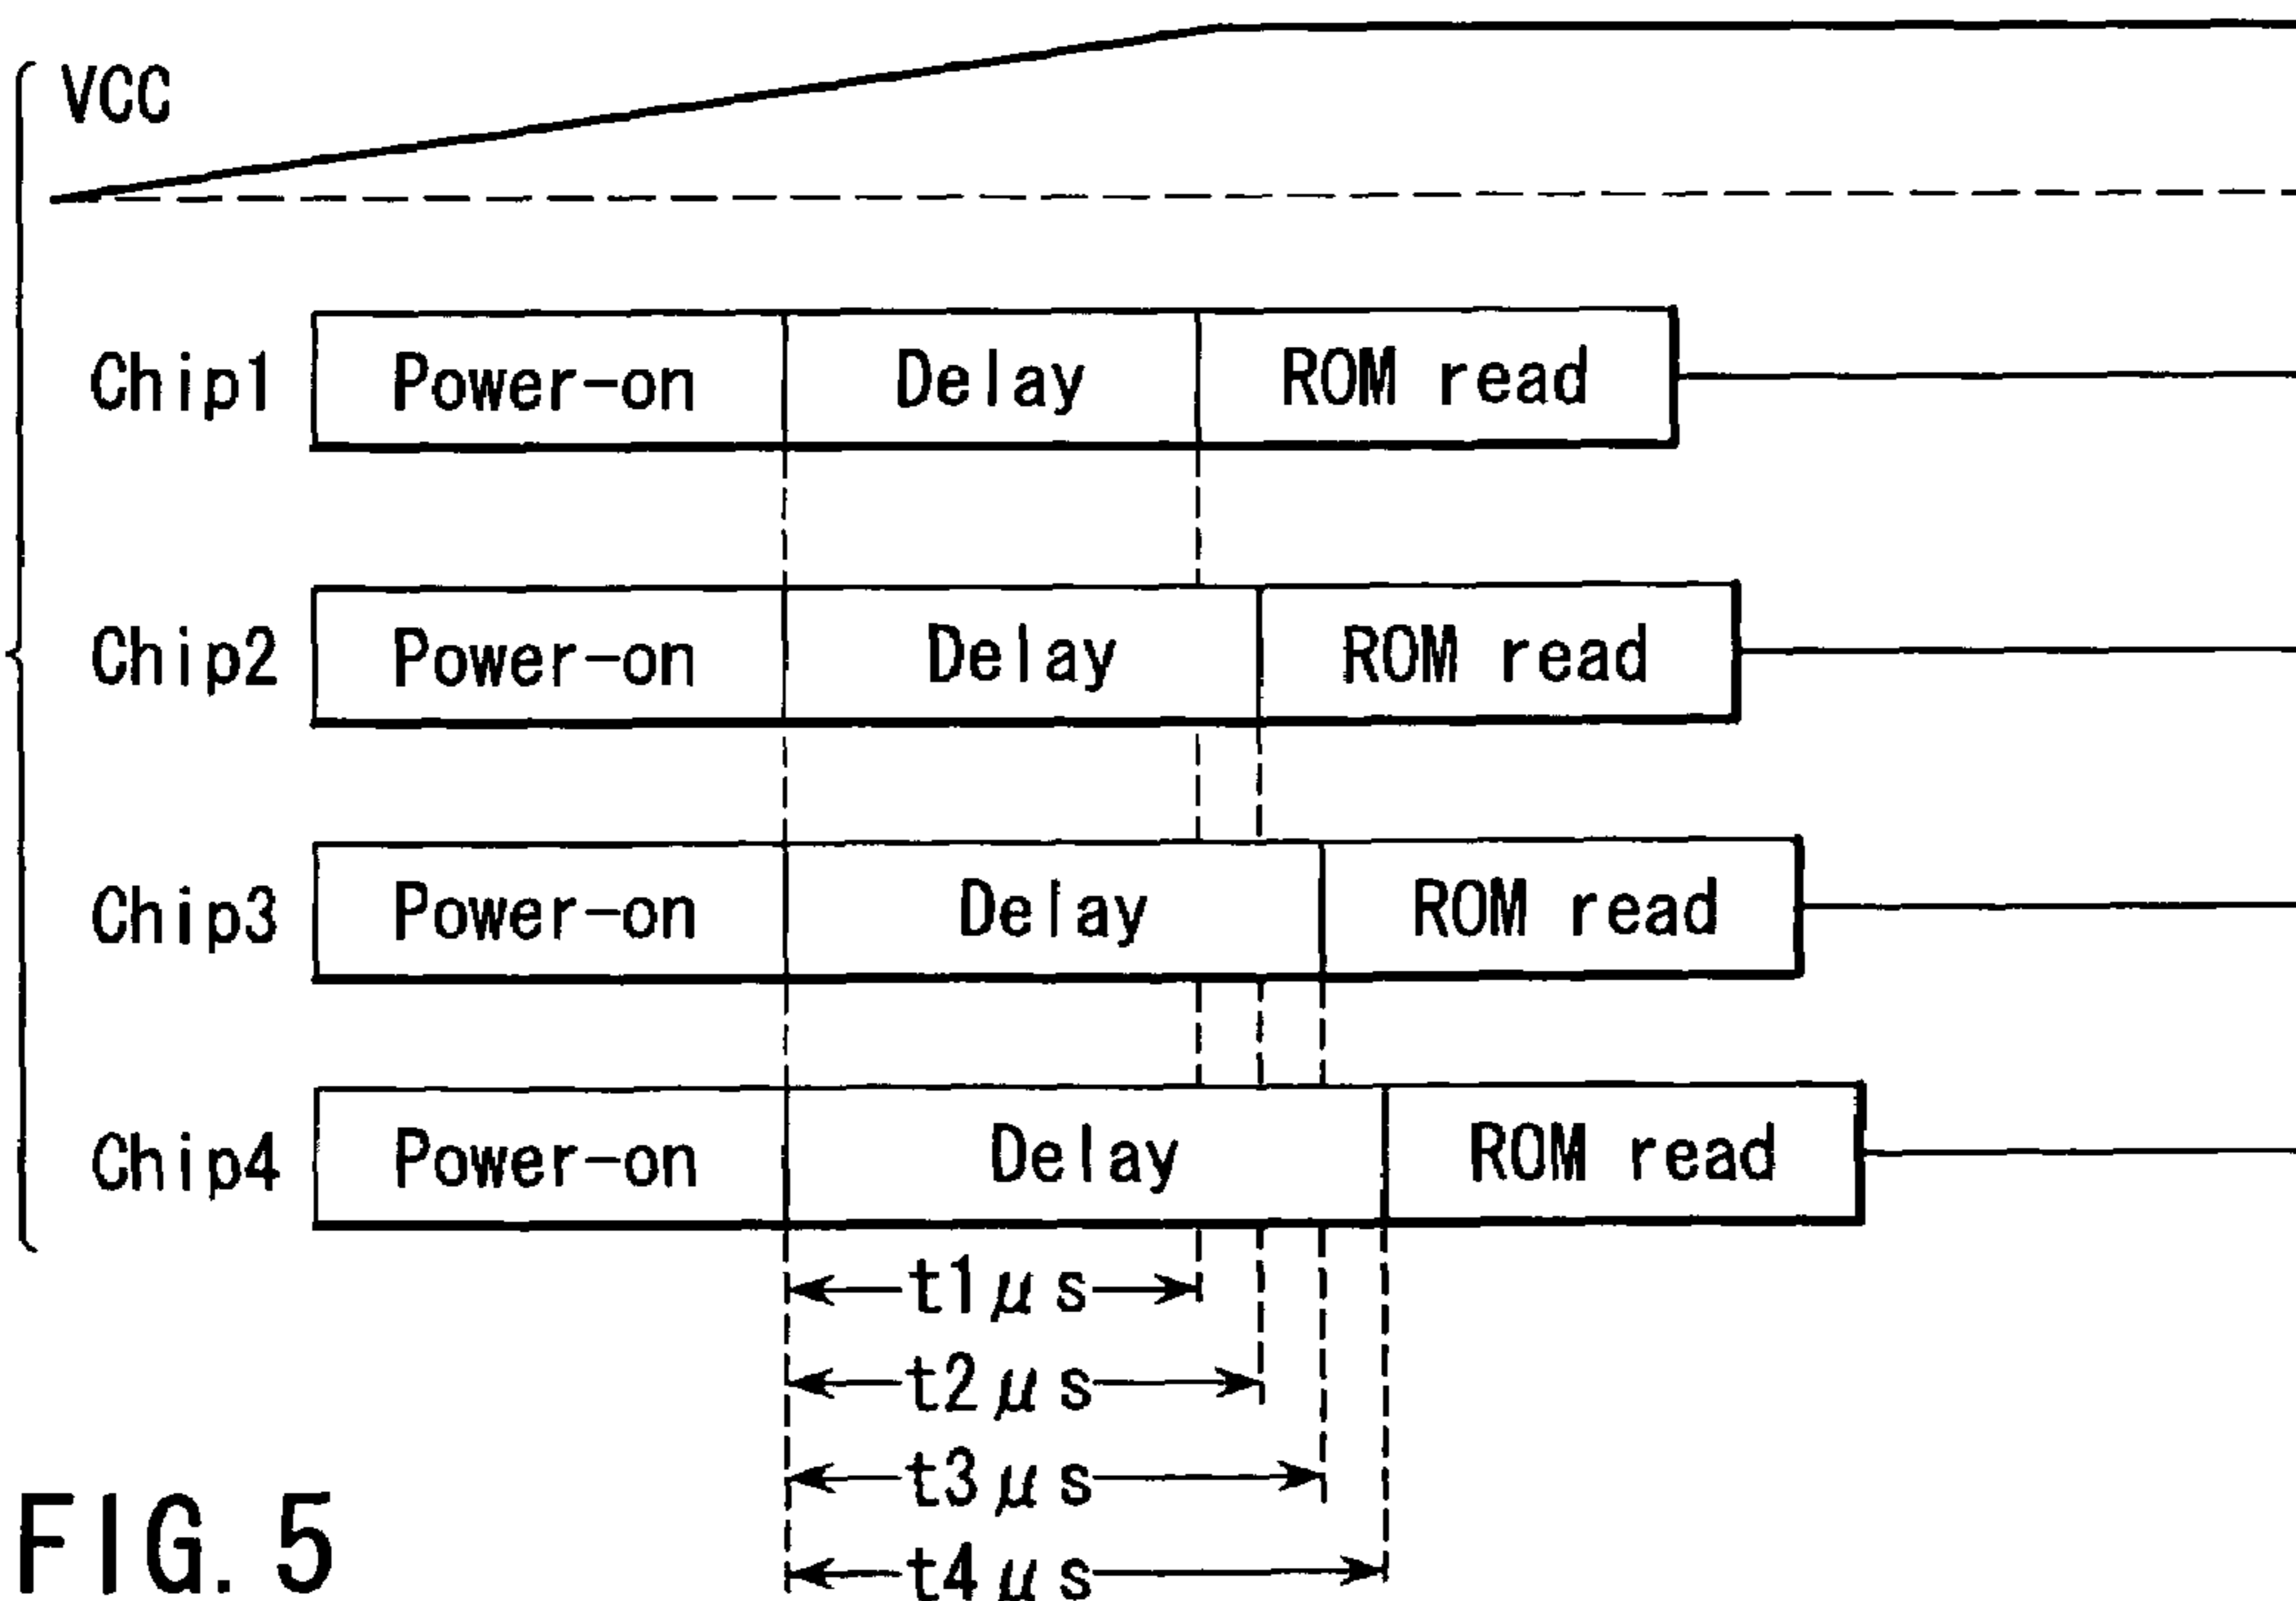 VCC
Chip1 Power-on Delay ROM read
Chip2 Power-on Delay ROM read
Chip3 Power-on Delay ROM read
Chip4 Power-on Delay ROM read
t1μs
t2μs
t3μs
t4μs
FIG. 5